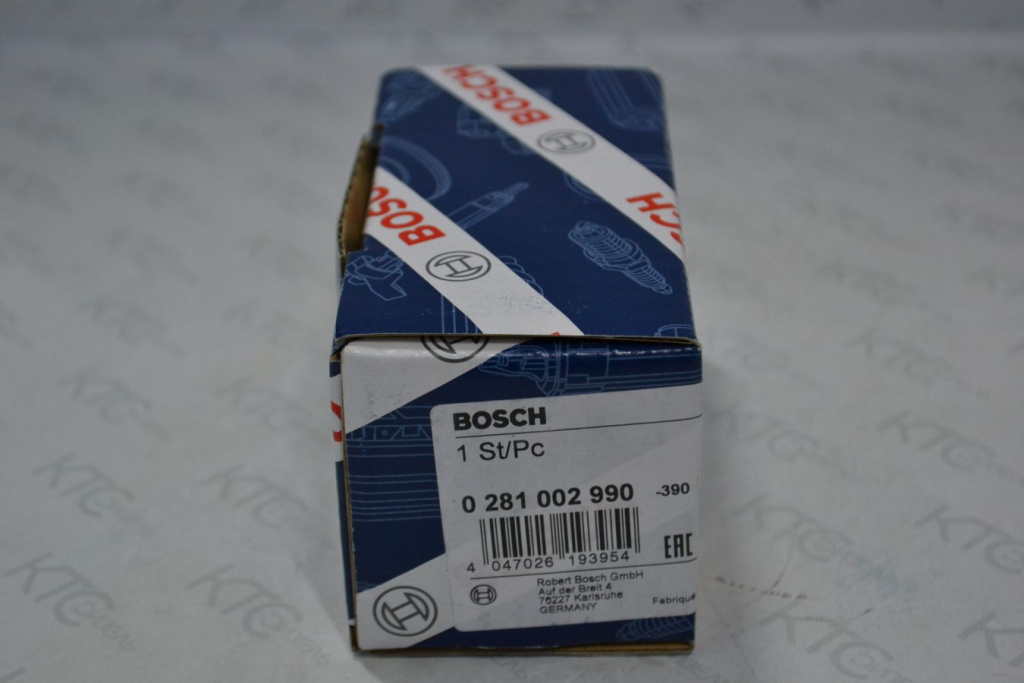 BOSCH
BOSCH
BOSCH
1 St/Pc
0 281 002 990 -390
4 047026 193954
EAC
Robert Bosch GmbH
Auf der Breit 4
76227 Karlsruhe
GERMANY
Fabriqué
KTC